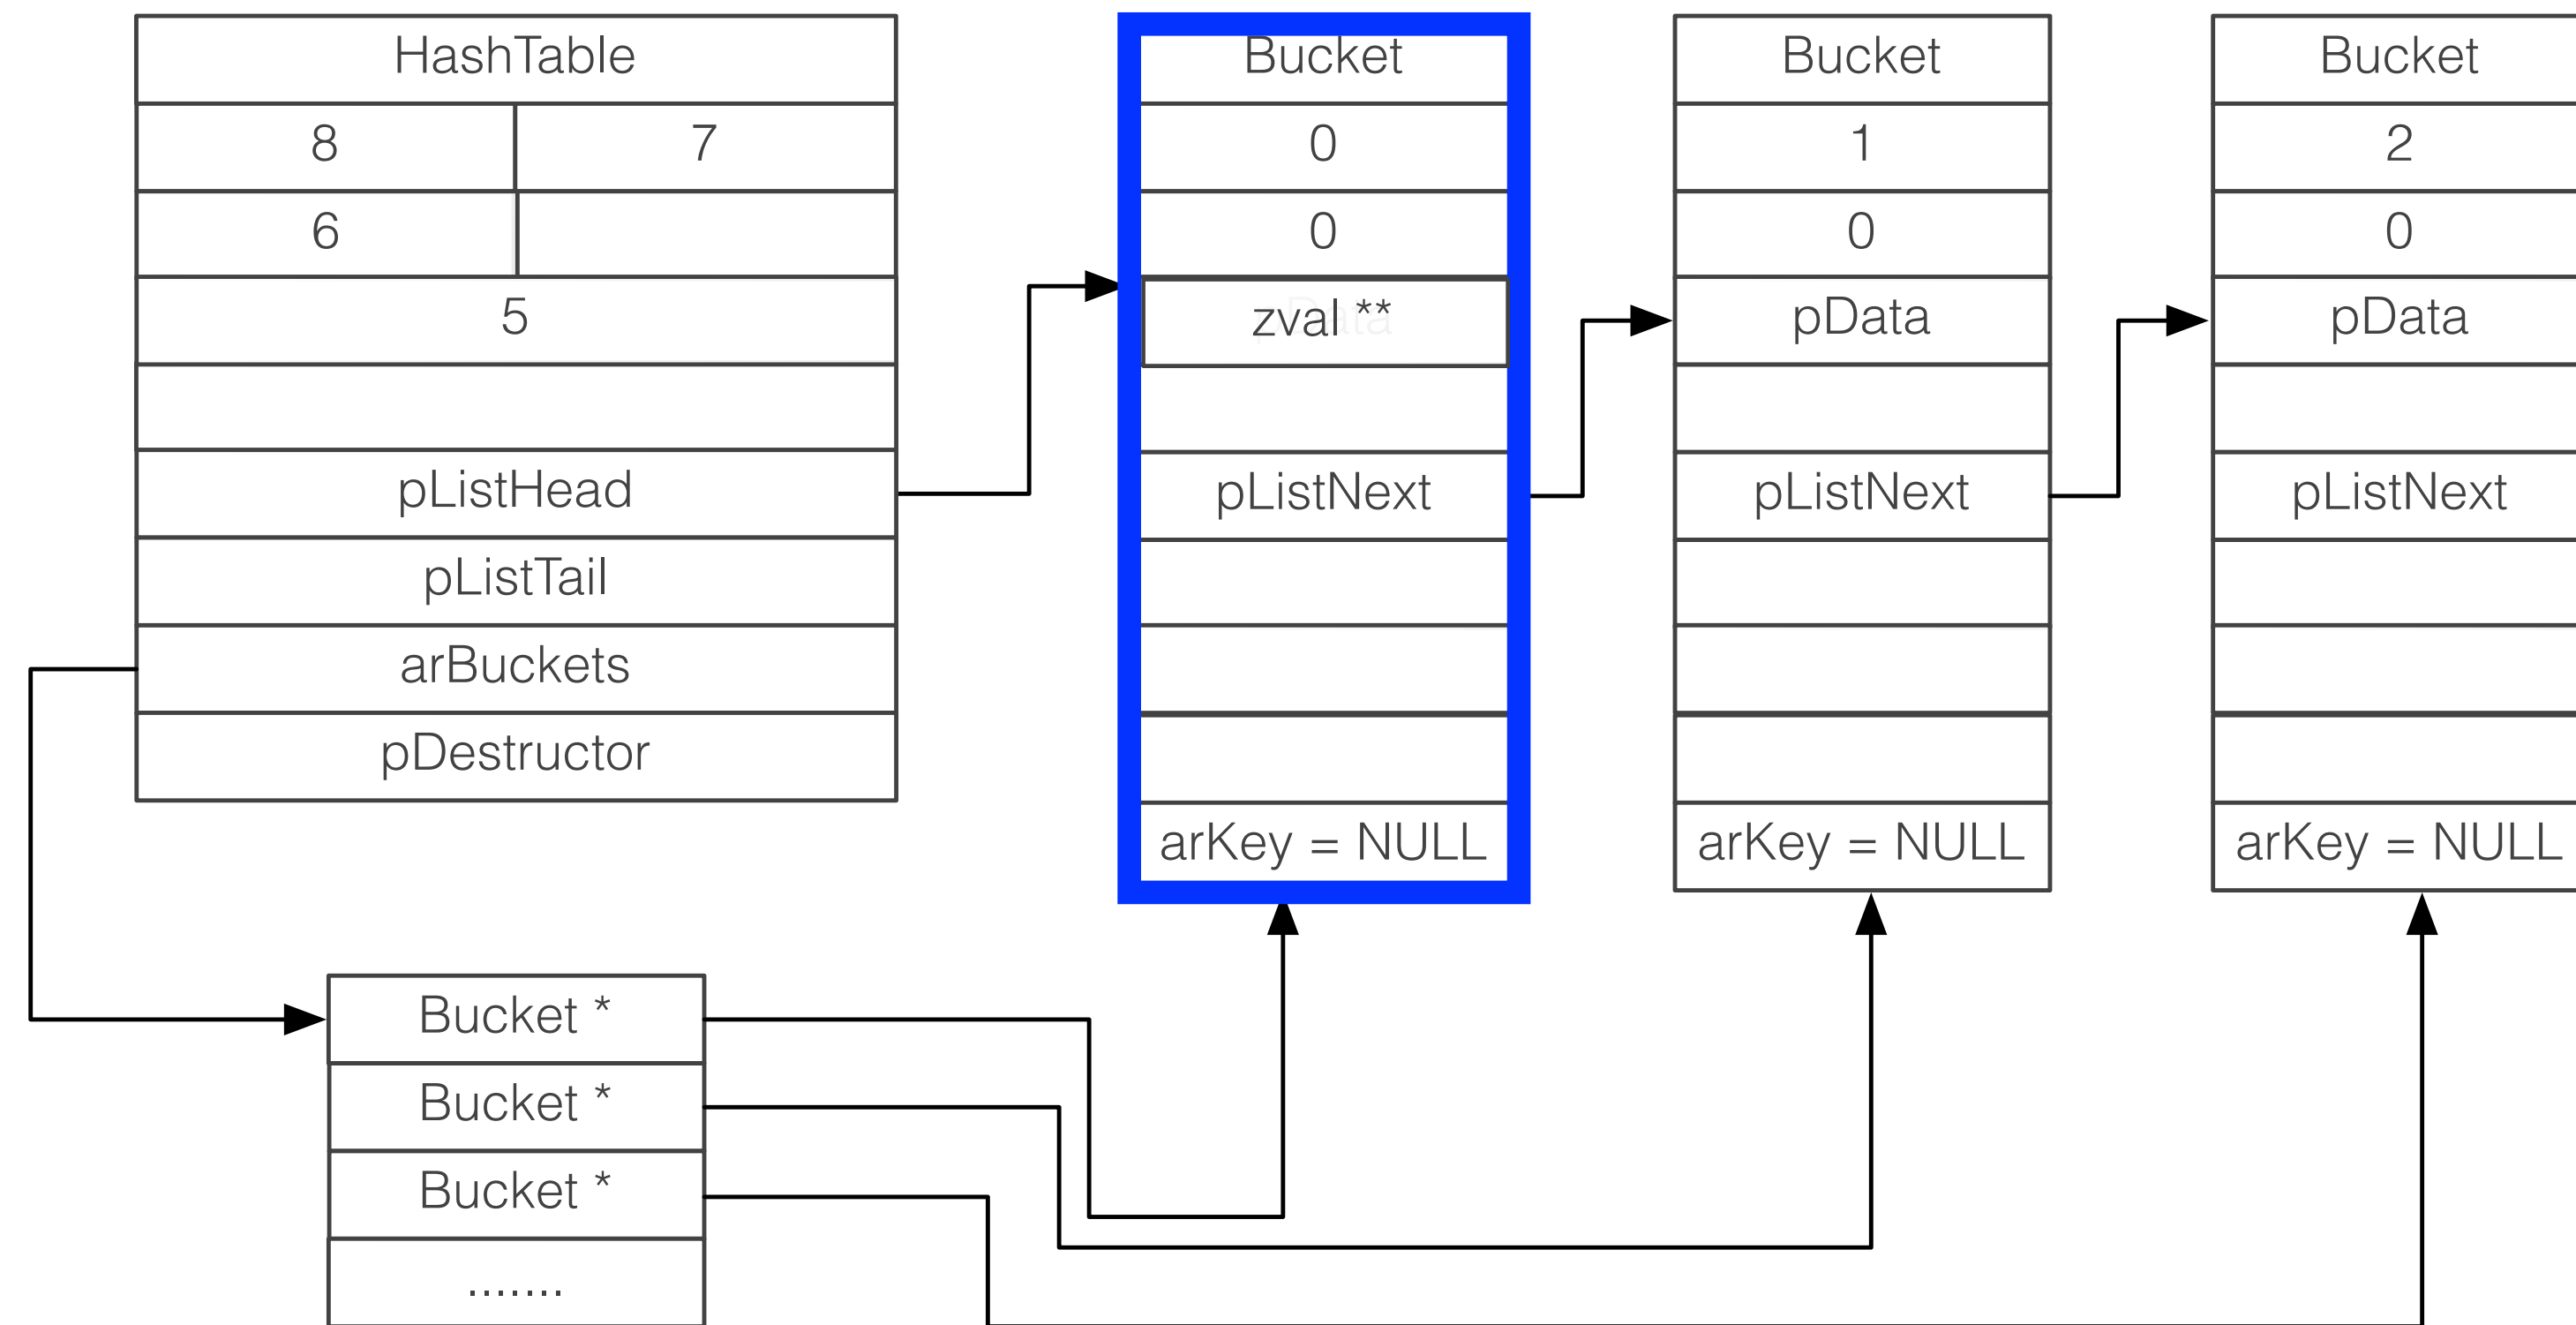 HashTable
8 7
6
5
pListHead
pListTail
arBuckets
pDestructor
Bucket
0
0
zval **
pListNext
arKey = NULL
Bucket
1
0
pData
pListNext
arKey = NULL
Bucket
2
0
pData
pListNext
arKey = NULL
Bucket *
Bucket *
Bucket *
........